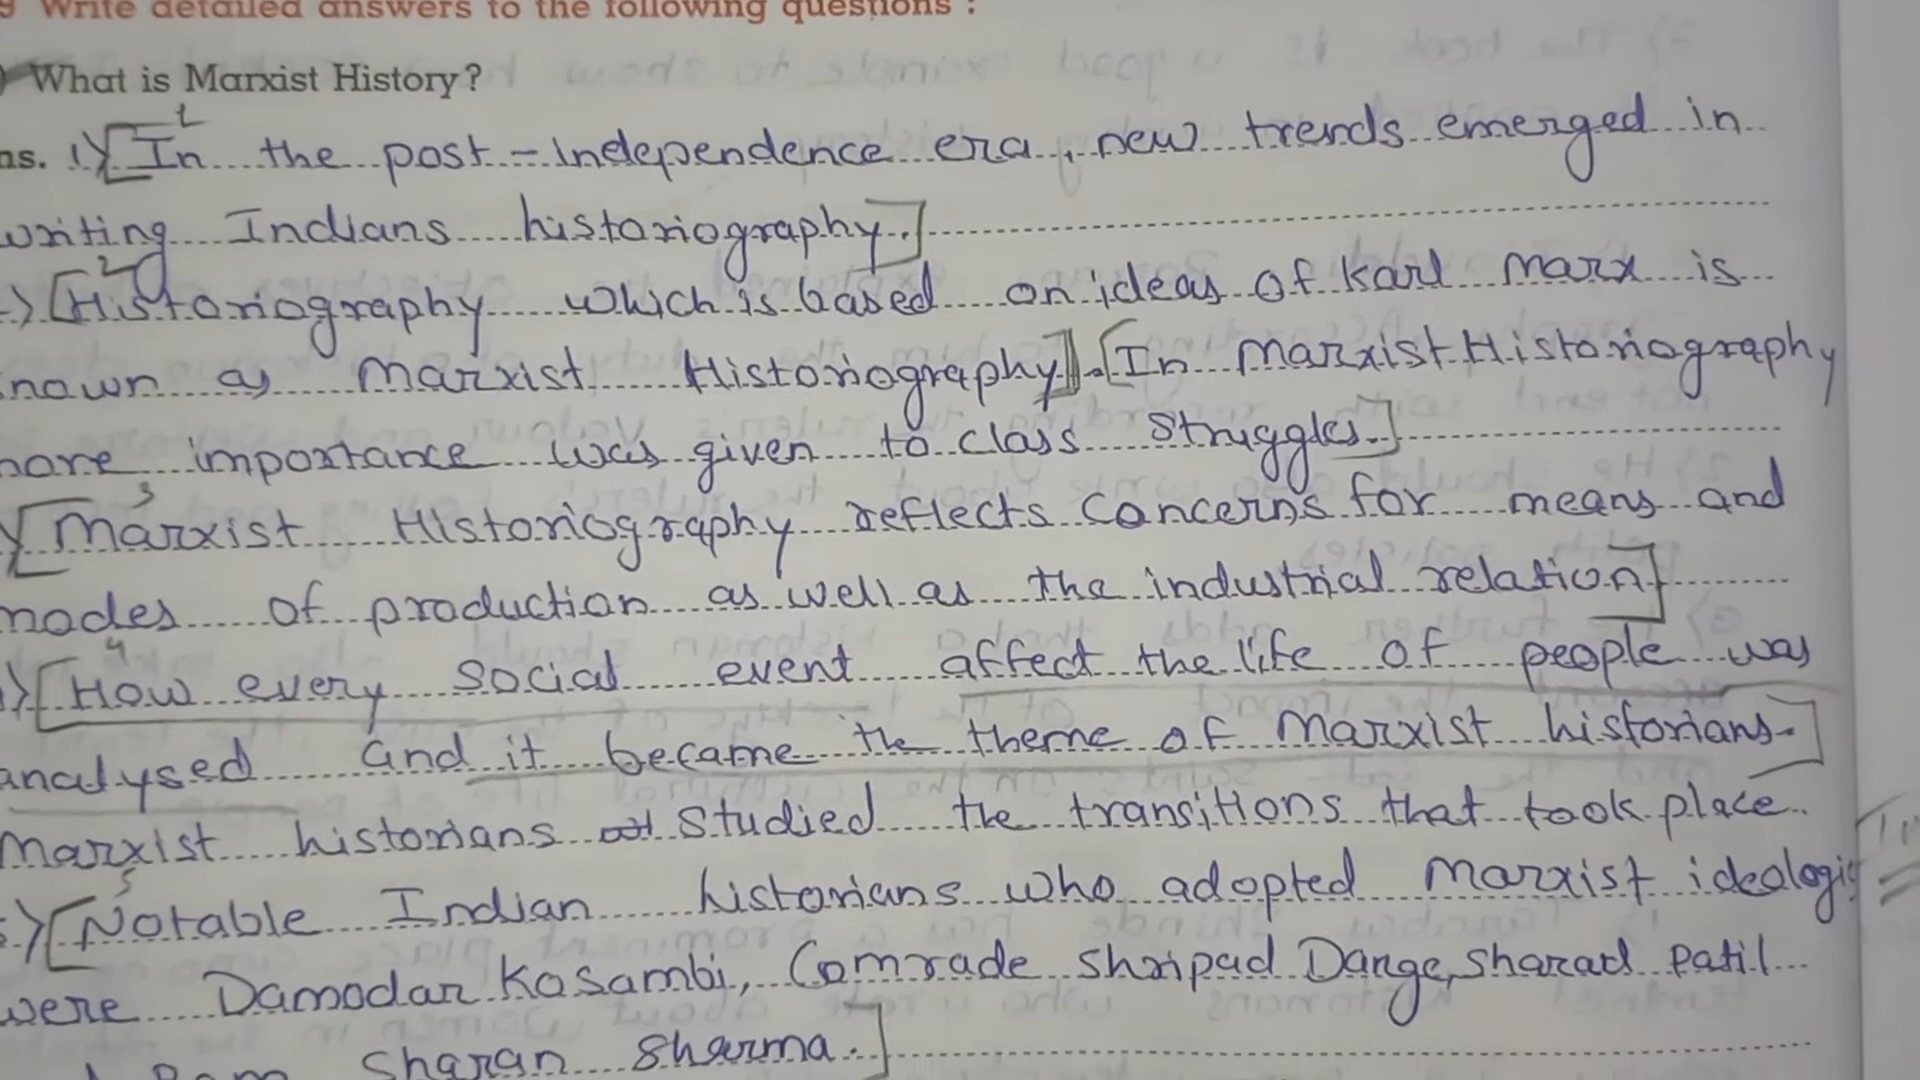 Write detailed answers to the following questions :
What is Marxist History?
ns. 1) [In the post-independence era, new trends emerged in
writing Indians historiography.]
2
[Historiography which is based on ideas of Karl Marx is
nown as Marxist Historiography]. [In Marxist Historiography
more importance was given to class struggles.]
3
[Marxist Historiography reflects concerns for means and
modes of production as well as the industrial relation]
4
[How every social event affect the life of people was
analysed and it became the theme of Marxist historians.]
Marxist historians studied the transitions that took place.
5
[Notable Indian historians who adopted Marxist ideologi
were Damodar Kosambi, Comrade Shripad Dange, Sharad Patil
Ram Sharan Sharma.]